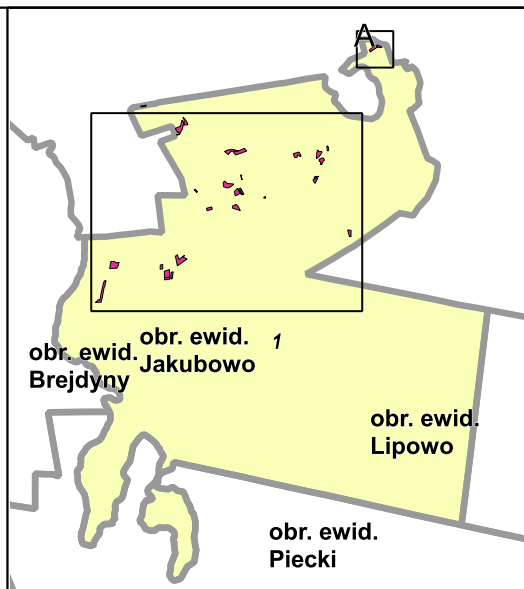 A
obr. ewid.
Jakubowo
1
obr. ewid.
Brejdyny
obr. ewid.
Lipowo
obr. ewid.
Piecki